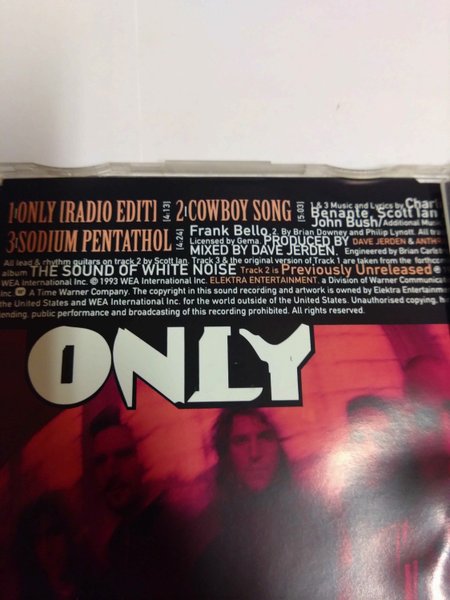 1:ONLY [RADIO EDIT] [4:13] 2:COWBOY SONG [5:03] 1 & 3 Music and Lyrics by Charl
Benante, Scott Ian
John Bush/Additional Mu
3:SODIUM PENTATHOL [4:24] Frank Bello, 2. By Brian Downey and Philip Lynott. All tra
Licensed by Gema. PRODUCED BY DAVE JERDEN & ANTH
MIXED BY DAVE JERDEN. Engineered by Brian Carls
All lead & rhythm guitars on track 2 by Scott Ian. Track 3 & the original version of Track 1 are taken from the forthcom
album THE SOUND OF WHITE NOISE Track 2 is Previously Unreleased ℗
WEA International Inc. © 1993 WEA International Inc. ELEKTRA ENTERTAINMENT, a Division of Warner Communicat
Inc. A Time Warner Company. The copyright in this sound recording and artwork is owned by Elektra Entertainme
the United States and WEA International Inc. for the world outside of the United States. Unauthorised copying, h
lending, public performance and broadcasting of this recording prohibited. All rights reserved.
ONLY